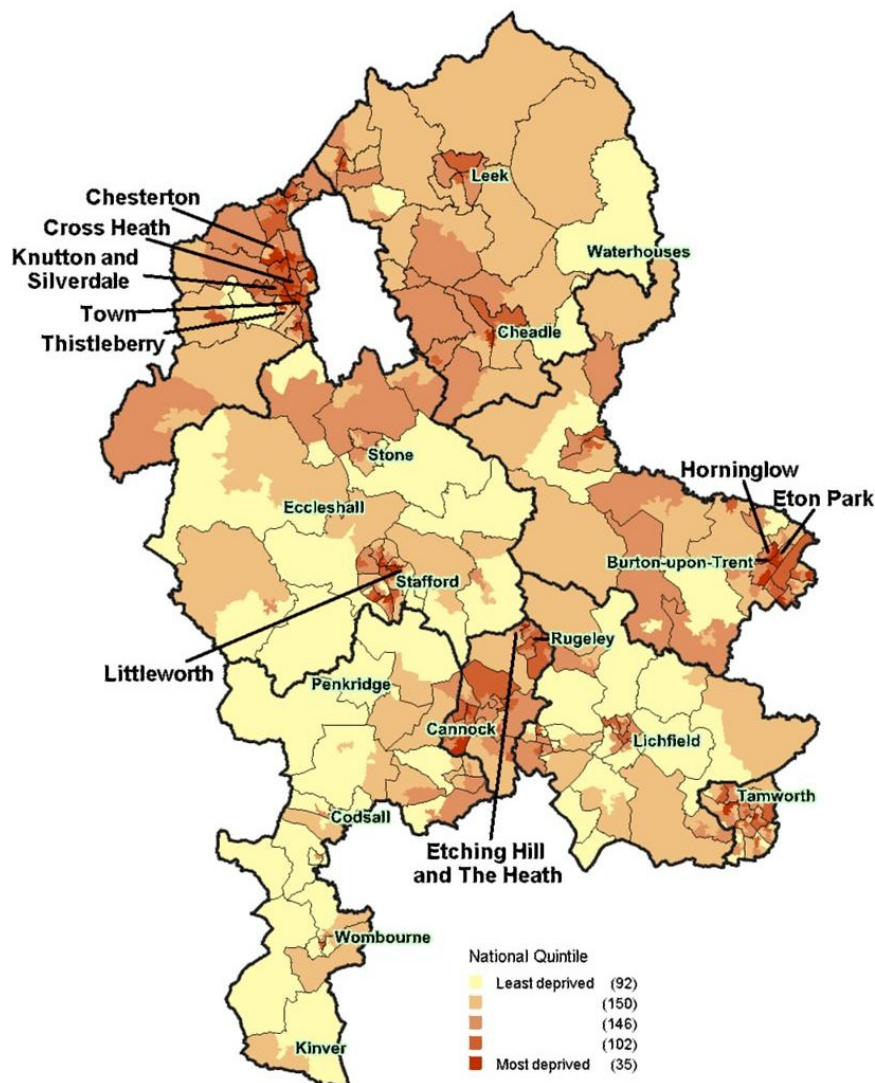 Leek
Chesterton
Cross Heath
Waterhouses
Knutton and
Silverdale
Town
Cheadle
Thistleberry
Stone
Horninglow
Eccleshall
Eton Park
Burton-upon-Trent
Stafford
Rugeley
Littleworth
Penkridge
Cannock
Lichfield
Tamworth
Codsall
Etching Hill
and The Heath
Wombourne
National Quintile
Least deprived (92)
(150)
(146)
(102)
Most deprived (35)
Kinver